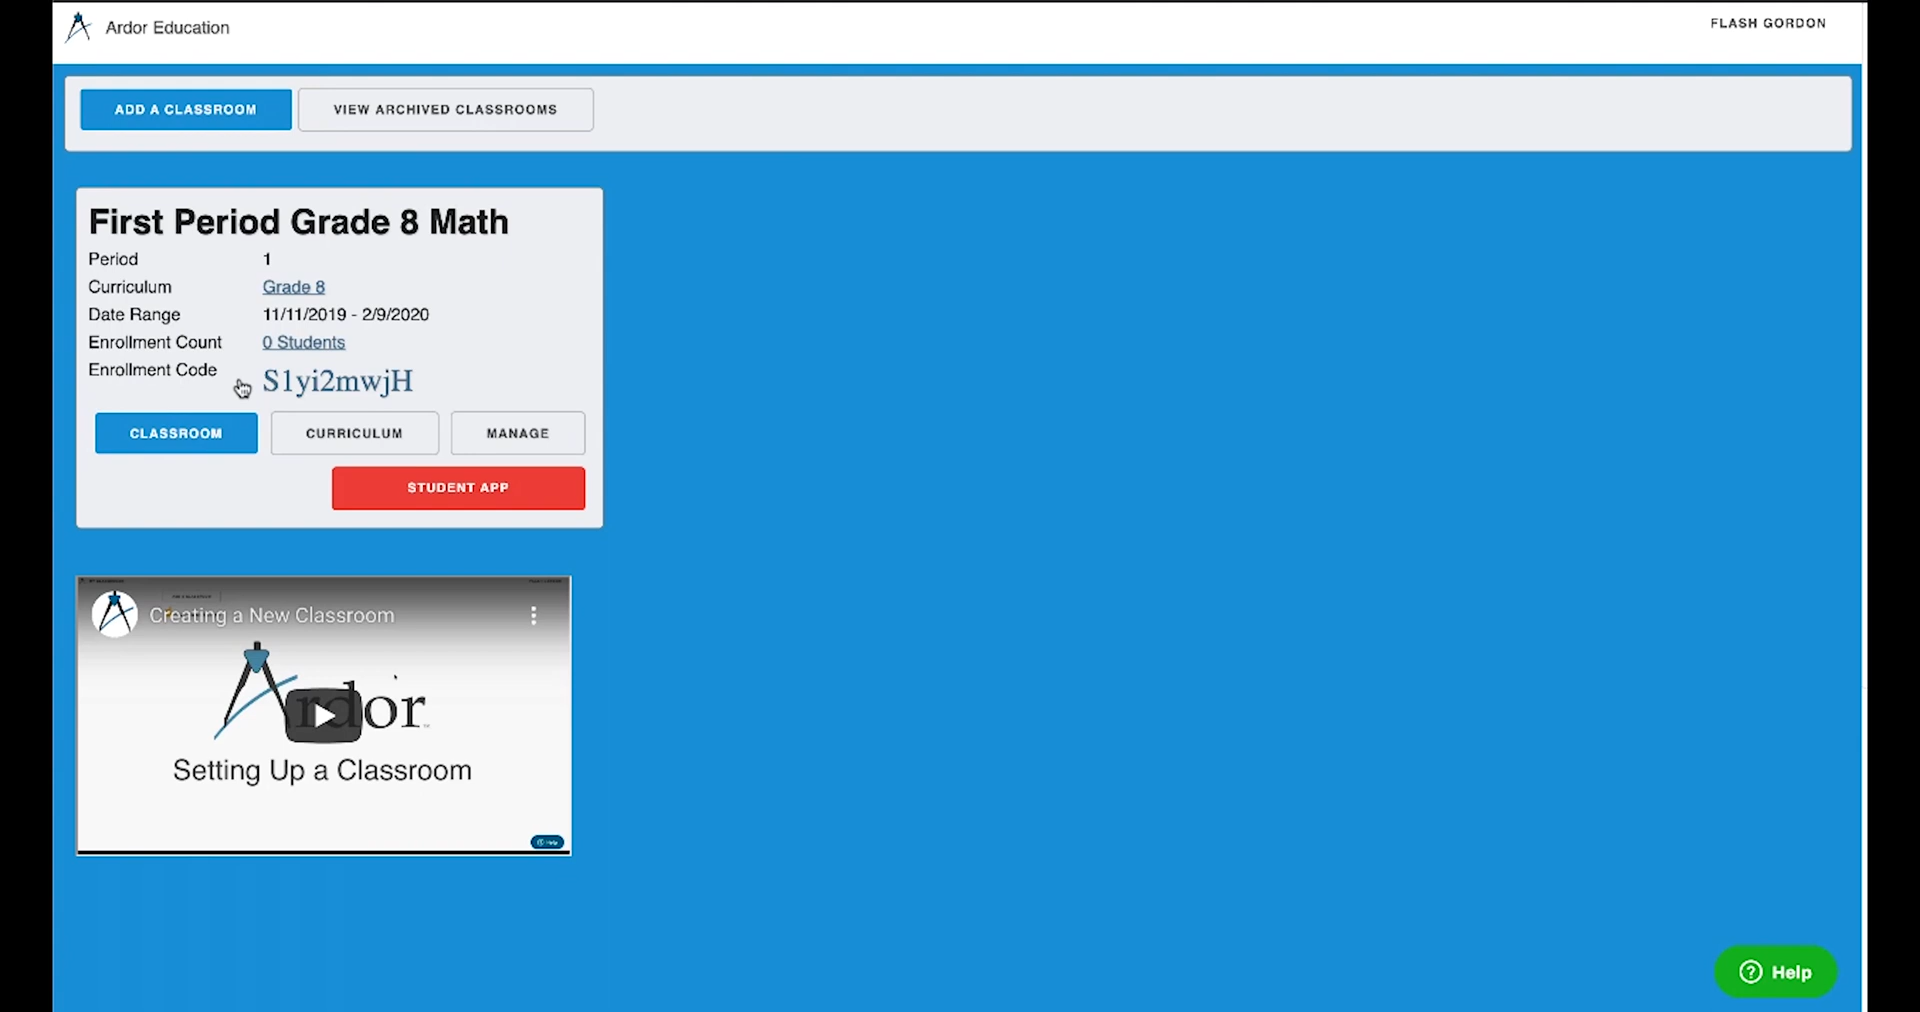 Ardor Education
FLASH GORDON
ADD A CLASSROOM
VIEW ARCHIVED CLASSROOMS
First Period Grade 8 Math
Period 1
Curriculum Grade 8
Date Range 11/11/2019 - 2/9/2020
Enrollment Count 0 Students
Enrollment Code S1yi2mwjH
CLASSROOM
CURRICULUM
MANAGE
STUDENT APP
Creating a New Classroom
Ardor
Setting Up a Classroom
Help
Help